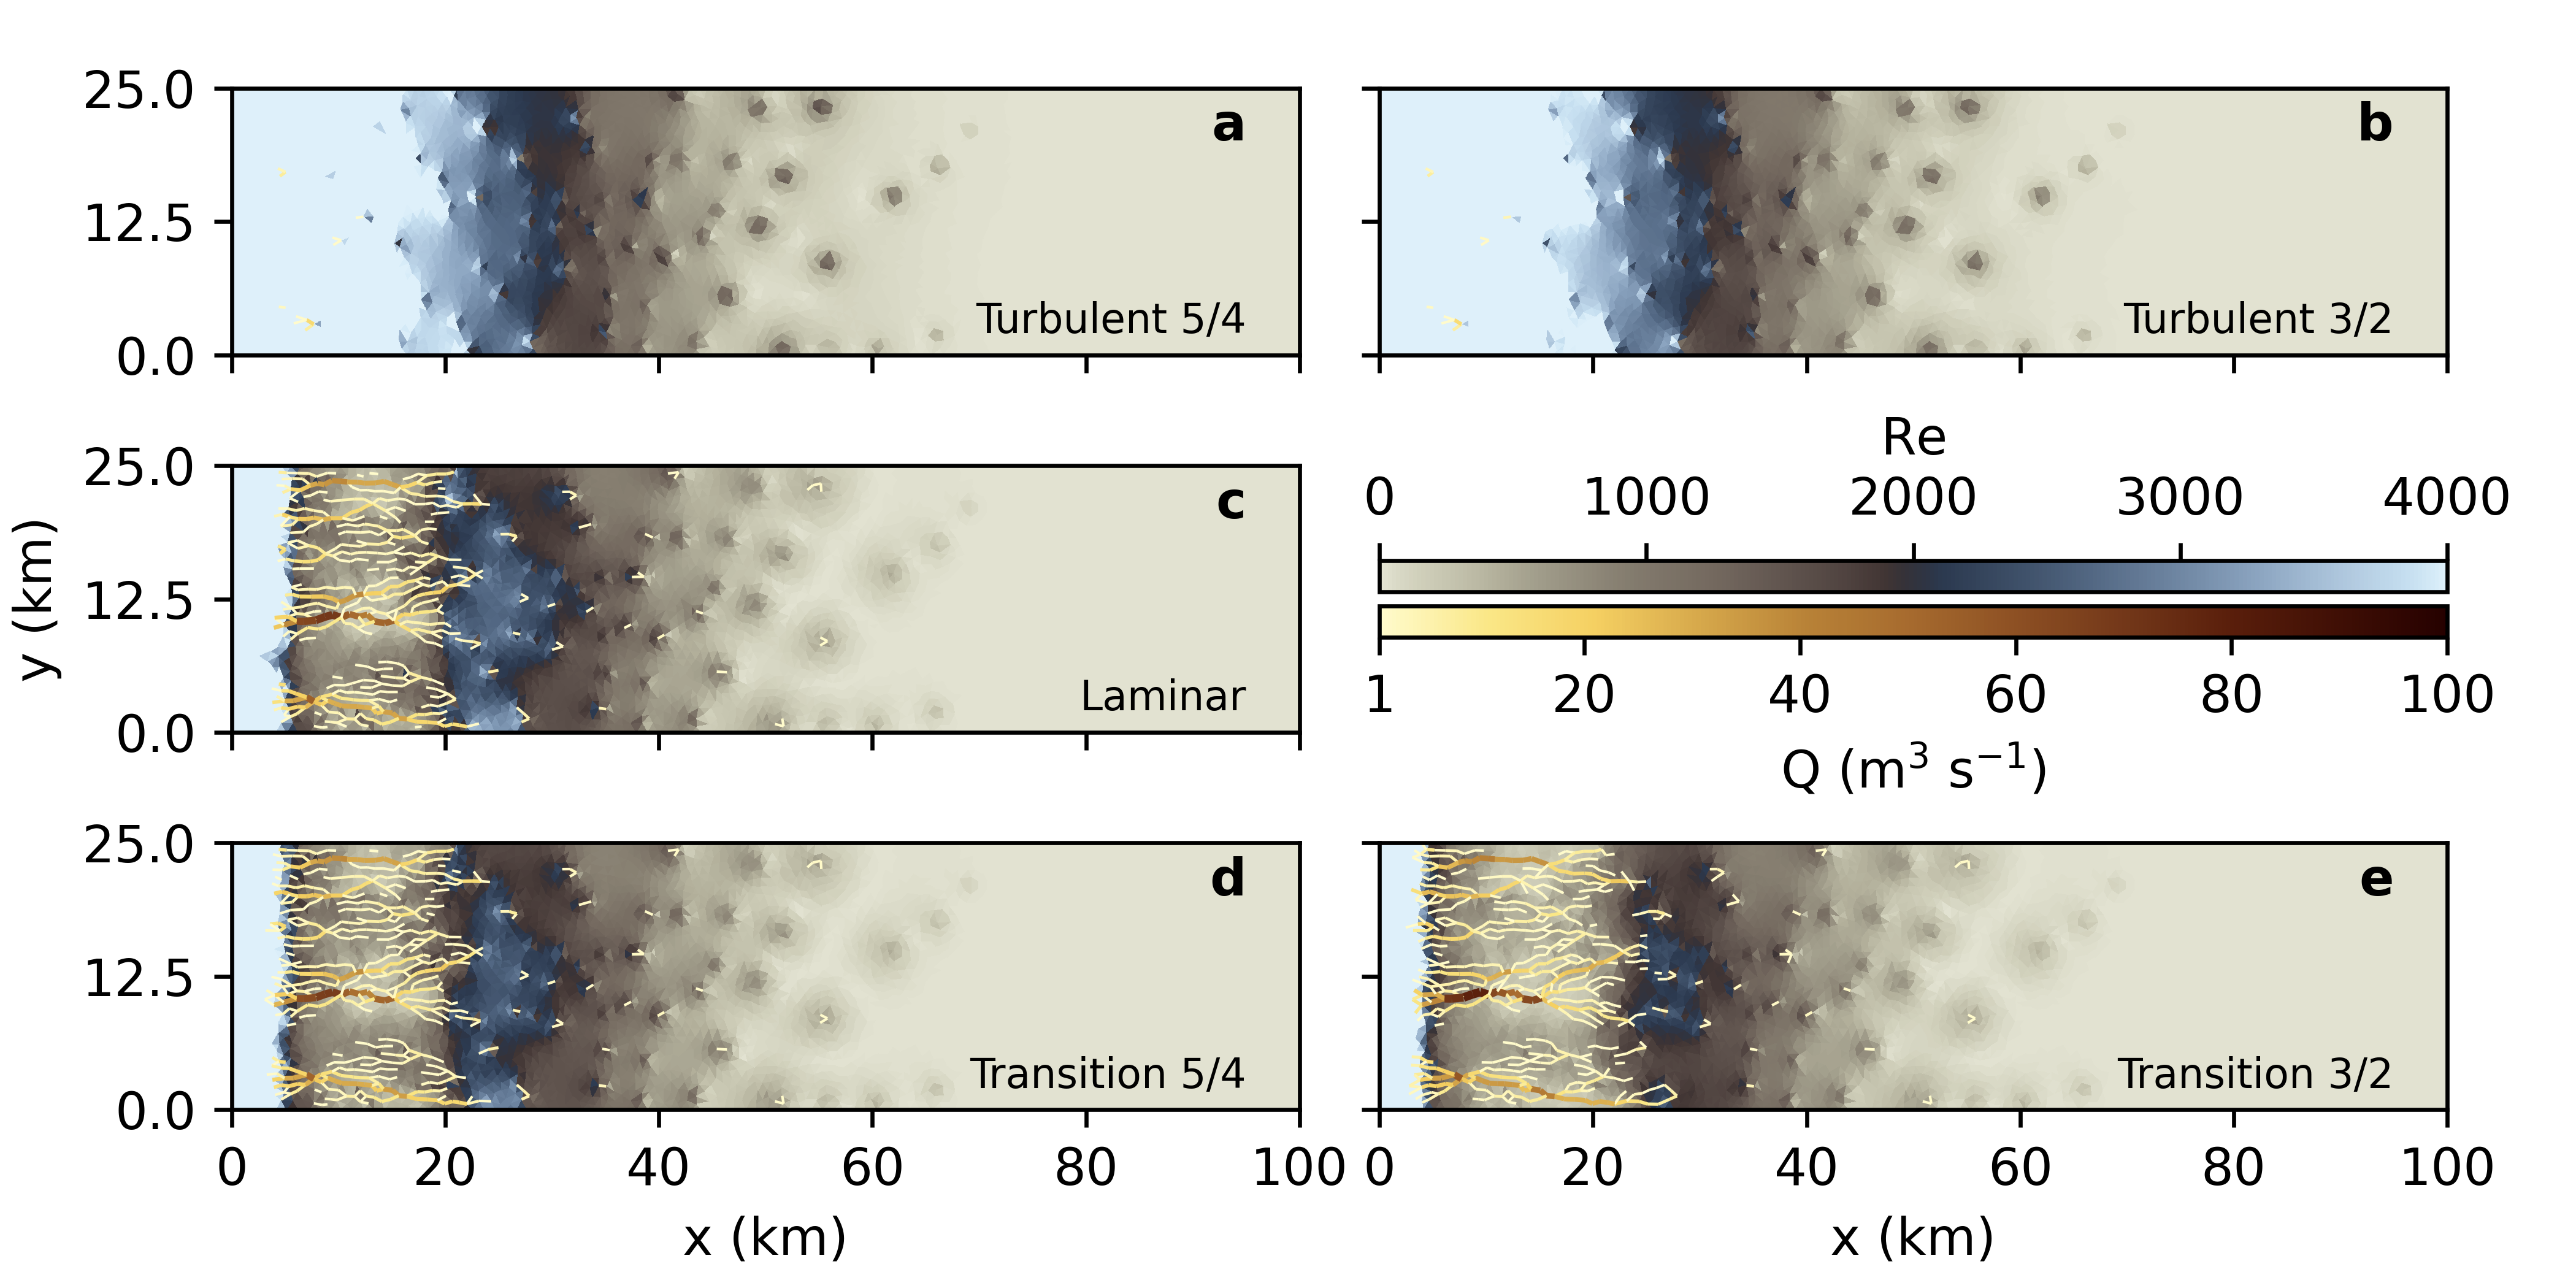 25.0
12.5
0.0
a
Turbulent 5/4
b
Turbulent 3/2
y (km)
25.0
12.5
0.0
c
Laminar
Re
0 1000 2000 3000 4000
1 20 40 60 80 100
Q (m³ s⁻¹)
25.0
12.5
0.0
d
Transition 5/4
e
Transition 3/2
0 20 40 60 80 100
0 20 40 60 80 100
x (km)
x (km)